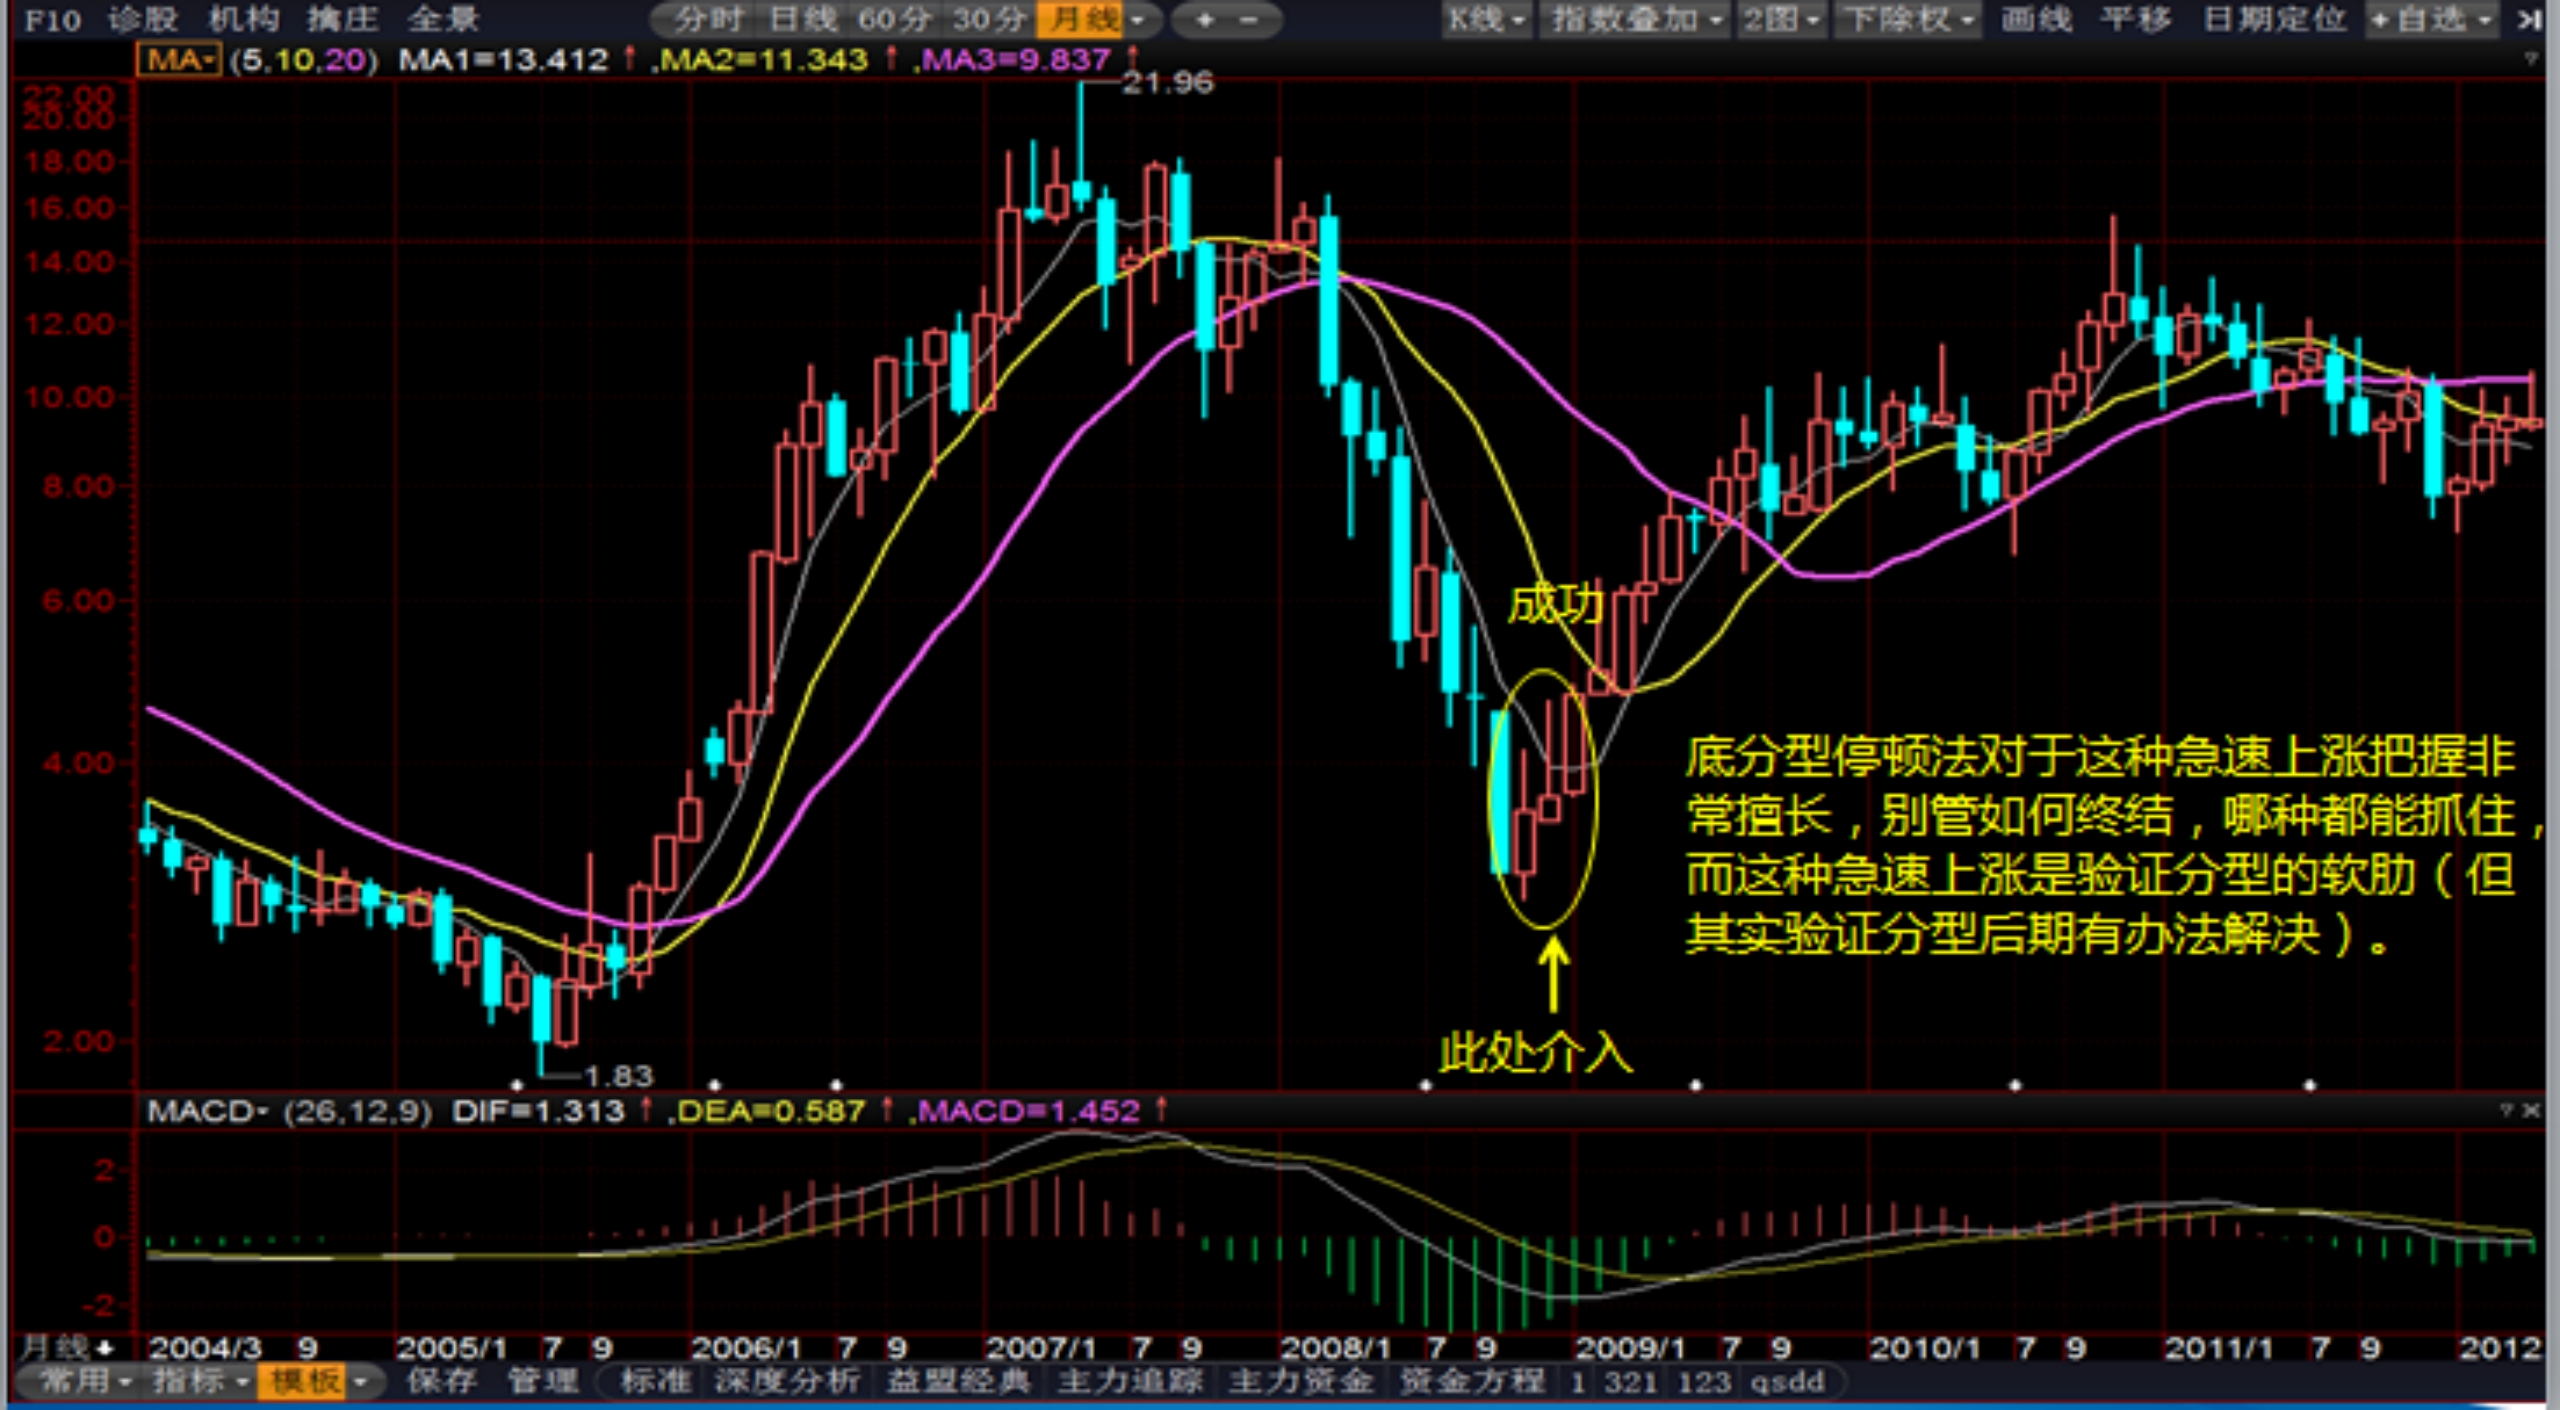 F10 诊股 机构 擒庄 全景 分时 日线 60分 30分 月线 + - K线 指数叠加 2图 下除权 画线 平移 日期定位 +自选
MA (5,10,20) MA1=13.412 ↑ ,MA2=11.343 ↑ ,MA3=9.837 ↑
21.96
22.00
20.00
18.00
16.00
14.00
12.00
10.00
8.00
6.00
成功
4.00
底分型停顿法对于这种急速上涨把握非
常擅长，别管如何终结，哪种都能抓住，
而这种急速上涨是验证分型的软肋（但
其实验证分型后期有办法解决）。
2.00
此处介入
1.83
MACD (26,12,9) DIF=1.313 ↑ ,DEA=0.587 ↑ ,MACD=1.452 ↑
2
0
-2
月线 2004/3 9 2005/1 7 9 2006/1 7 9 2007/1 7 9 2008/1 7 9 2009/1 7 9 2010/1 7 9 2011/1 7 9 2012
常用 指标 模板 保存 管理 标准 深度分析 益盟经典 主力追踪 主力资金 资金方程 1 321 123 qsdd